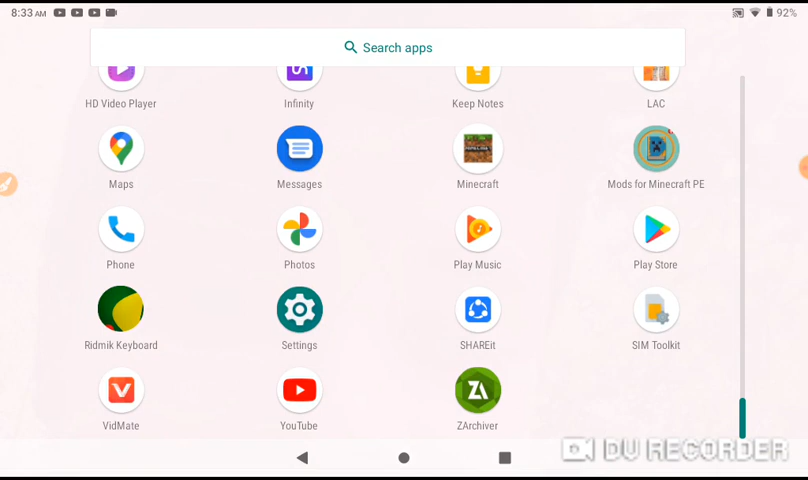 8:33 AM
92%
Search apps
HD Video Player
Infinity
Keep Notes
LAC
Maps
Messages
Minecraft
Mods for Minecraft PE
Phone
Photos
Play Music
Play Store
Ridmik Keyboard
Settings
SHAREit
SIM Toolkit
VidMate
YouTube
ZArchiver
DU RECORDER